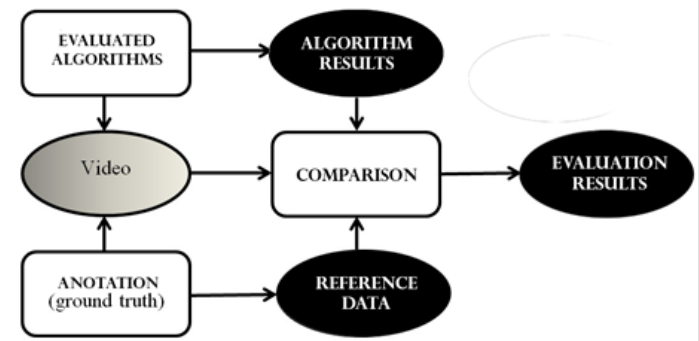 EVALUATED
ALGORITHMS
ALGORITHM
RESULTS
Video
COMPARISON
EVALUATION
RESULTS
ANOTATION
(ground truth)
REFERENCE
DATA